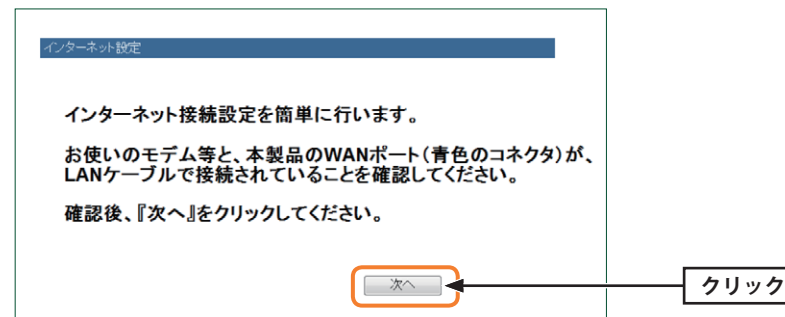 インターネット設定
インターネット接続設定を簡単に行います。
お使いのモデム等と、本製品のWANポート（青色のコネクタ）が、
LANケーブルで接続されていることを確認してください。
確認後、『次へ』をクリックしてください。
次へ
クリック